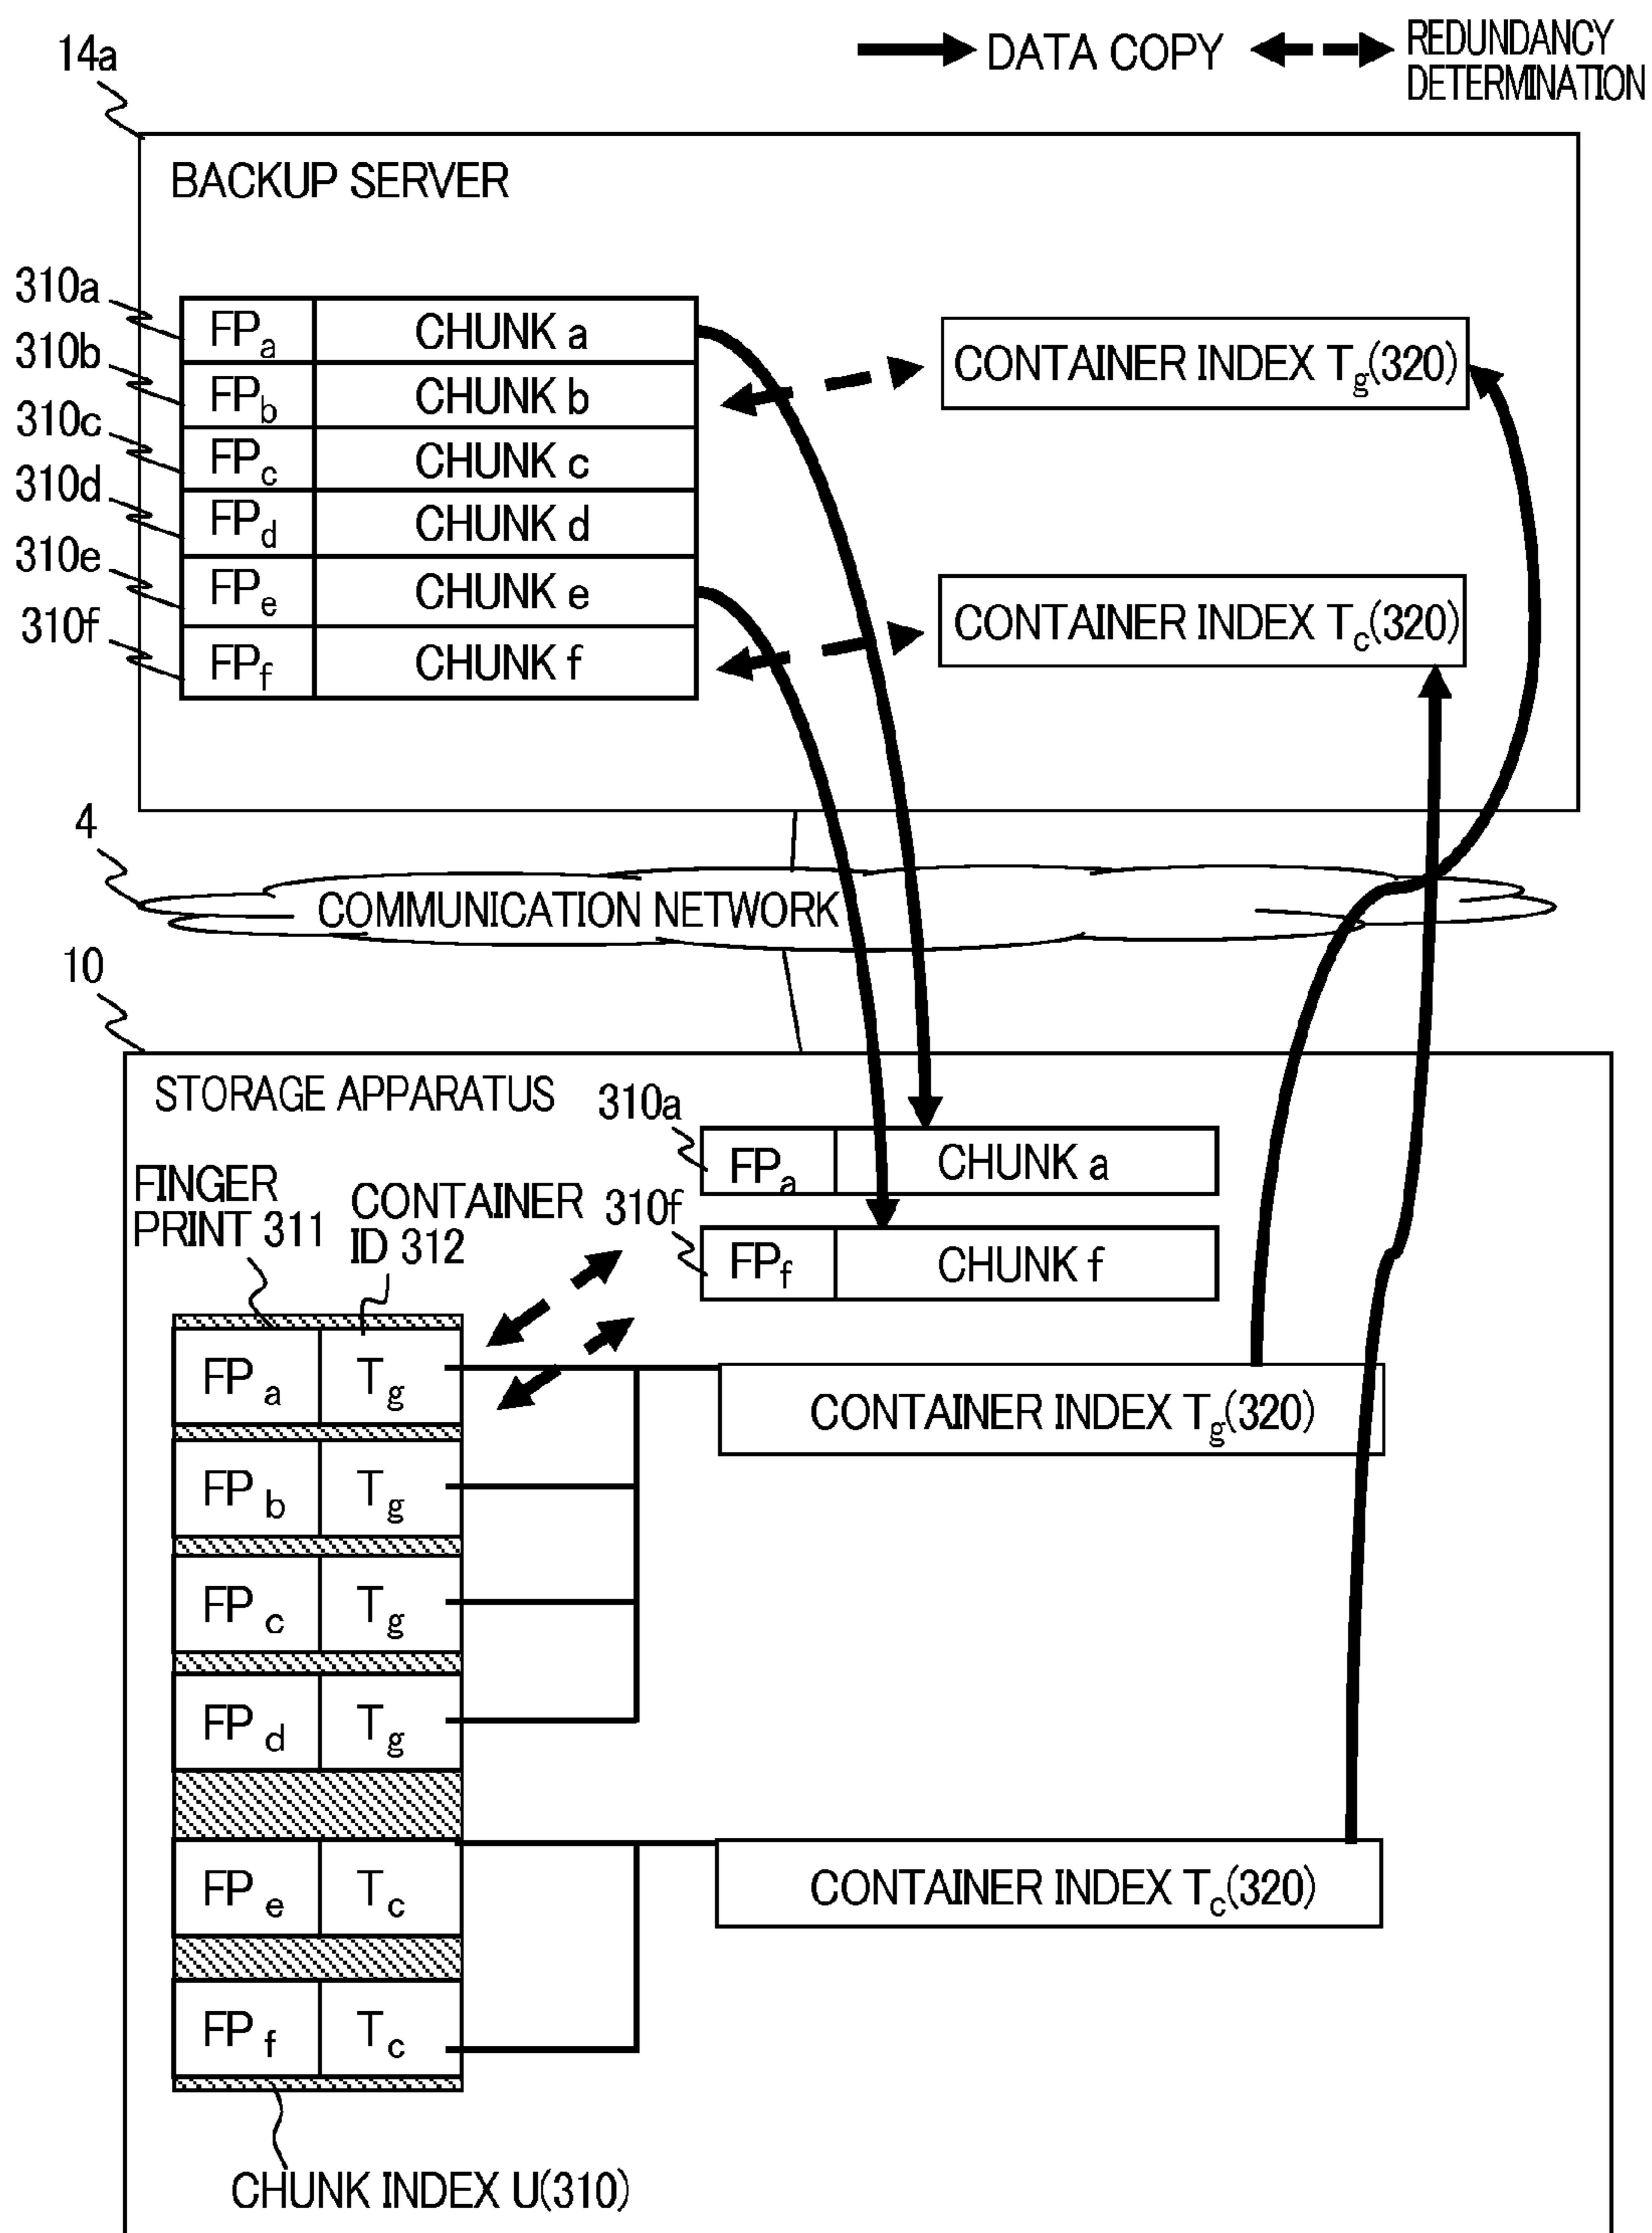 DATA COPY
REDUNDANCY
DETERMINATION
14a
BACKUP SERVER
310a
310b
310c
310d
310e
310f
FPa CHUNK a
FPb CHUNK b
FPc CHUNK c
FPd CHUNK d
FPe CHUNK e
FPf CHUNK f
CONTAINER INDEX Tg(320)
CONTAINER INDEX Tc(320)
4
COMMUNICATION NETWORK
10
STORAGE APPARATUS
310a
FPa CHUNK a
310f
FPf CHUNK f
FINGER
PRINT 311
CONTAINER
ID 312
FP a Tg
FP b Tg
FP c Tg
FP d Tg
FP e Tc
FP f Tc
CONTAINER INDEX Tg(320)
CONTAINER INDEX Tc(320)
CHUNK INDEX U(310)